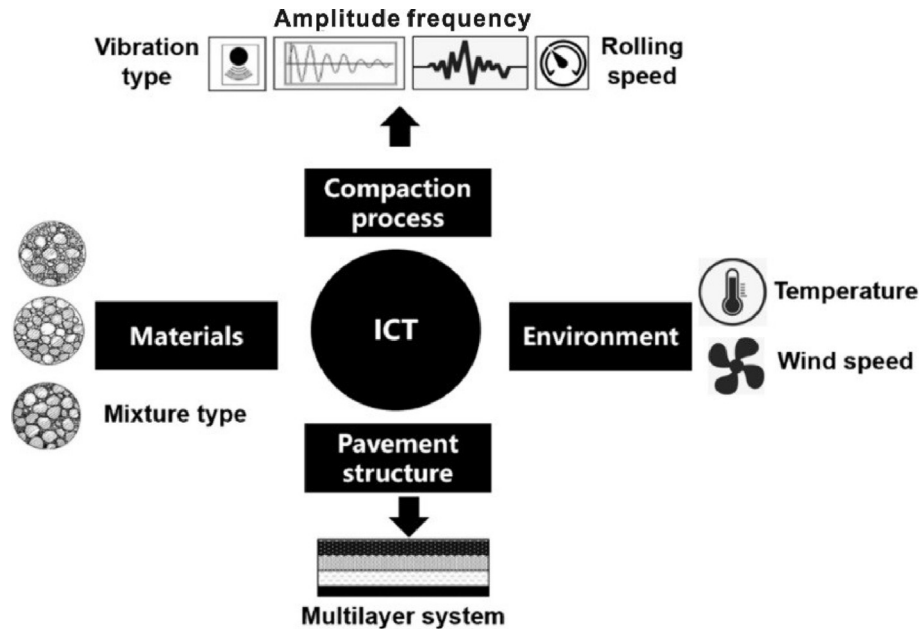 Amplitude frequency
Vibration
type
Rolling
speed
Compaction
process
Materials
ICT
Environment
Temperature
Wind speed
Mixture type
Pavement
structure
Multilayer system